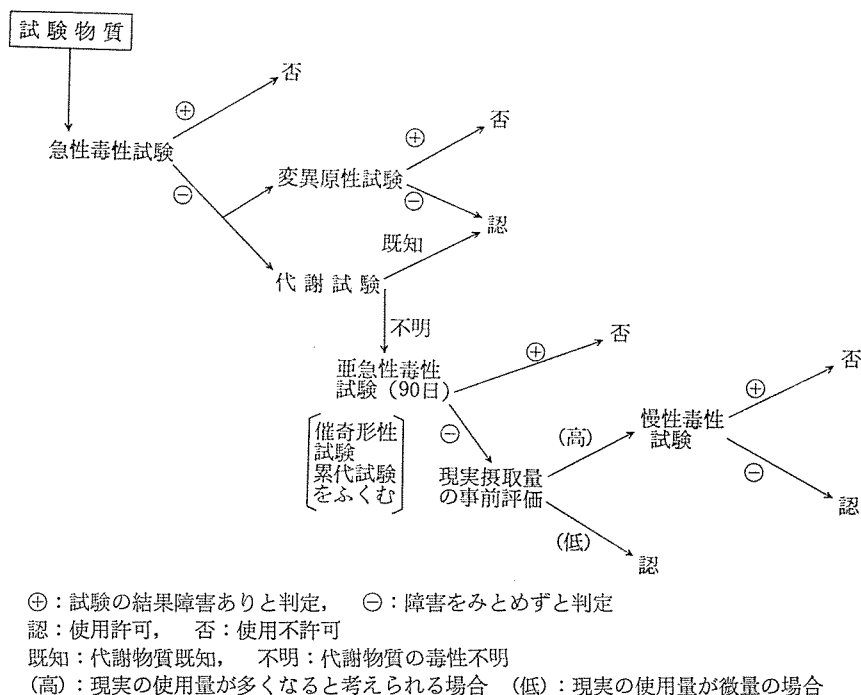 試験物質
⊕
否
急性毒性試験
⊖
変異原性試験
⊕
否
⊖
認
既知
代謝試験
不明
亜急性毒性
試験(90日)
催奇形性
試験
累代試験
をふくむ
⊕
否
⊖
現実摂取量
の事前評価
(高)
慢性毒性
試験
⊕
否
⊖
認
(低)
認
⊕:試験の結果障害ありと判定, ⊖:障害をみとめずと判定
認:使用許可, 否:使用不許可
既知:代謝物質既知, 不明:代謝物質の毒性不明
(高):現実の使用量が多くなると考えられる場合 (低):現実の使用量が微量の場合